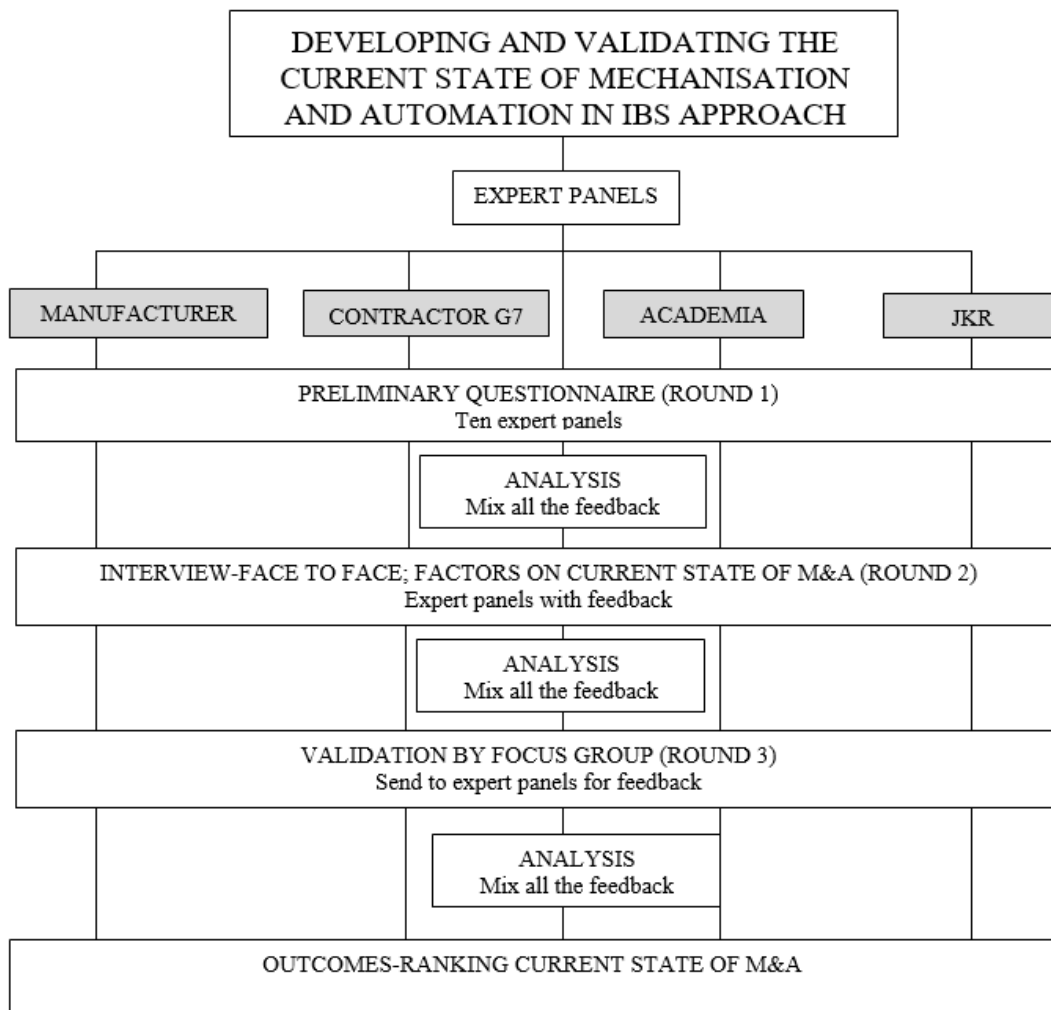 DEVELOPING AND VALIDATING THE
CURRENT STATE OF MECHANISATION
AND AUTOMATION IN IBS APPROACH
EXPERT PANELS
MANUFACTURER
CONTRACTOR G7
ACADEMIA
JKR
PRELIMINARY QUESTIONNAIRE (ROUND 1)
Ten expert panels
ANALYSIS
Mix all the feedback
INTERVIEW-FACE TO FACE; FACTORS ON CURRENT STATE OF M&A (ROUND 2)
Expert panels with feedback
ANALYSIS
Mix all the feedback
VALIDATION BY FOCUS GROUP (ROUND 3)
Send to expert panels for feedback
ANALYSIS
Mix all the feedback
OUTCOMES-RANKING CURRENT STATE OF M&A